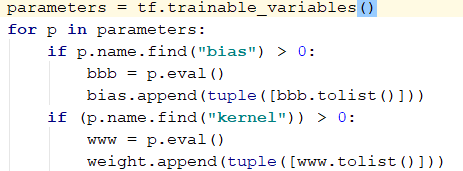 parameters = tf.trainable_variables()
for p in parameters:
    if p.name.find("bias") > 0:
        bbb = p.eval()
        bias.append(tuple([bbb.tolist()]))
    if (p.name.find("kernel")) > 0:
        www = p.eval()
        weight.append(tuple([www.tolist()]))